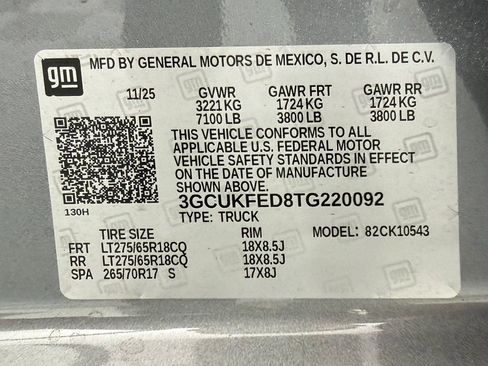 gm
MFD BY GENERAL MOTORS DE MEXICO, S. DE R.L. DE C.V.
11/25 GVWR GAWR FRT GAWR RR
3221 KG 1724 KG 1724 KG
7100 LB 3800 LB 3800 LB
THIS VEHICLE CONFORMS TO ALL
APPLICABLE U.S. FEDERAL MOTOR
VEHICLE SAFETY STANDARDS IN EFFECT
ON THE DATE OF MANUFACTURE
SHOWN ABOVE.
3GCUKFED8TG220092
130H TYPE: TRUCK
TIRE SIZE RIM MODEL: 82CK10543
FRT LT275/65R18CQ 18X8.5J
RR LT275/65R18CQ 18X8.5J
SPA 265/70R17 S 17X8J